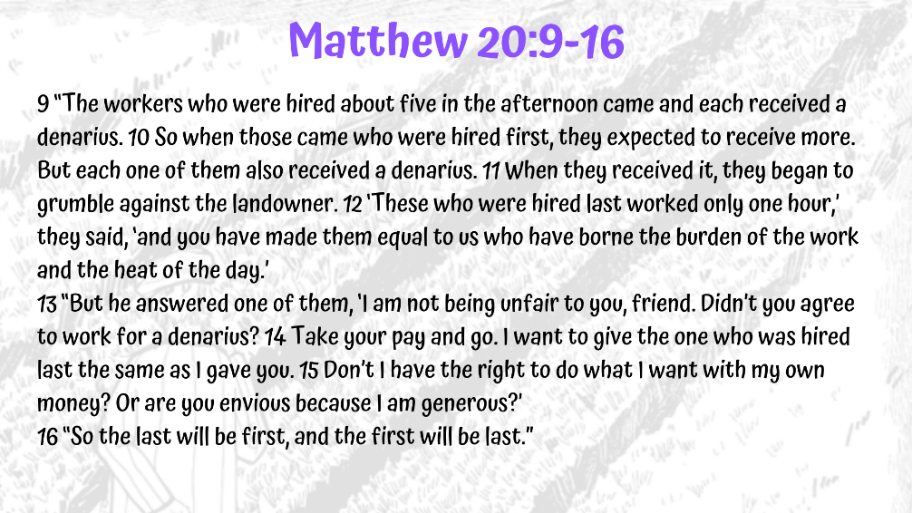 Matthew 20:9-16
9 "The workers who were hired about five in the afternoon came and each received a
denarius. 10 So when those came who were hired first, they expected to receive more.
But each one of them also received a denarius. 11 When they received it, they began to
grumble against the landowner. 12 ‘These who were hired last worked only one hour,’
they said, ‘and you have made them equal to us who have borne the burden of the work
and the heat of the day.’
13 “But he answered one of them, ‘I am not being unfair to you, friend. Didn’t you agree
to work for a denarius? 14 Take your pay and go. I want to give the one who was hired
last the same as I gave you. 15 Don’t I have the right to do what I want with my own
money? Or are you envious because I am generous?’
16 “So the last will be first, and the first will be last.”